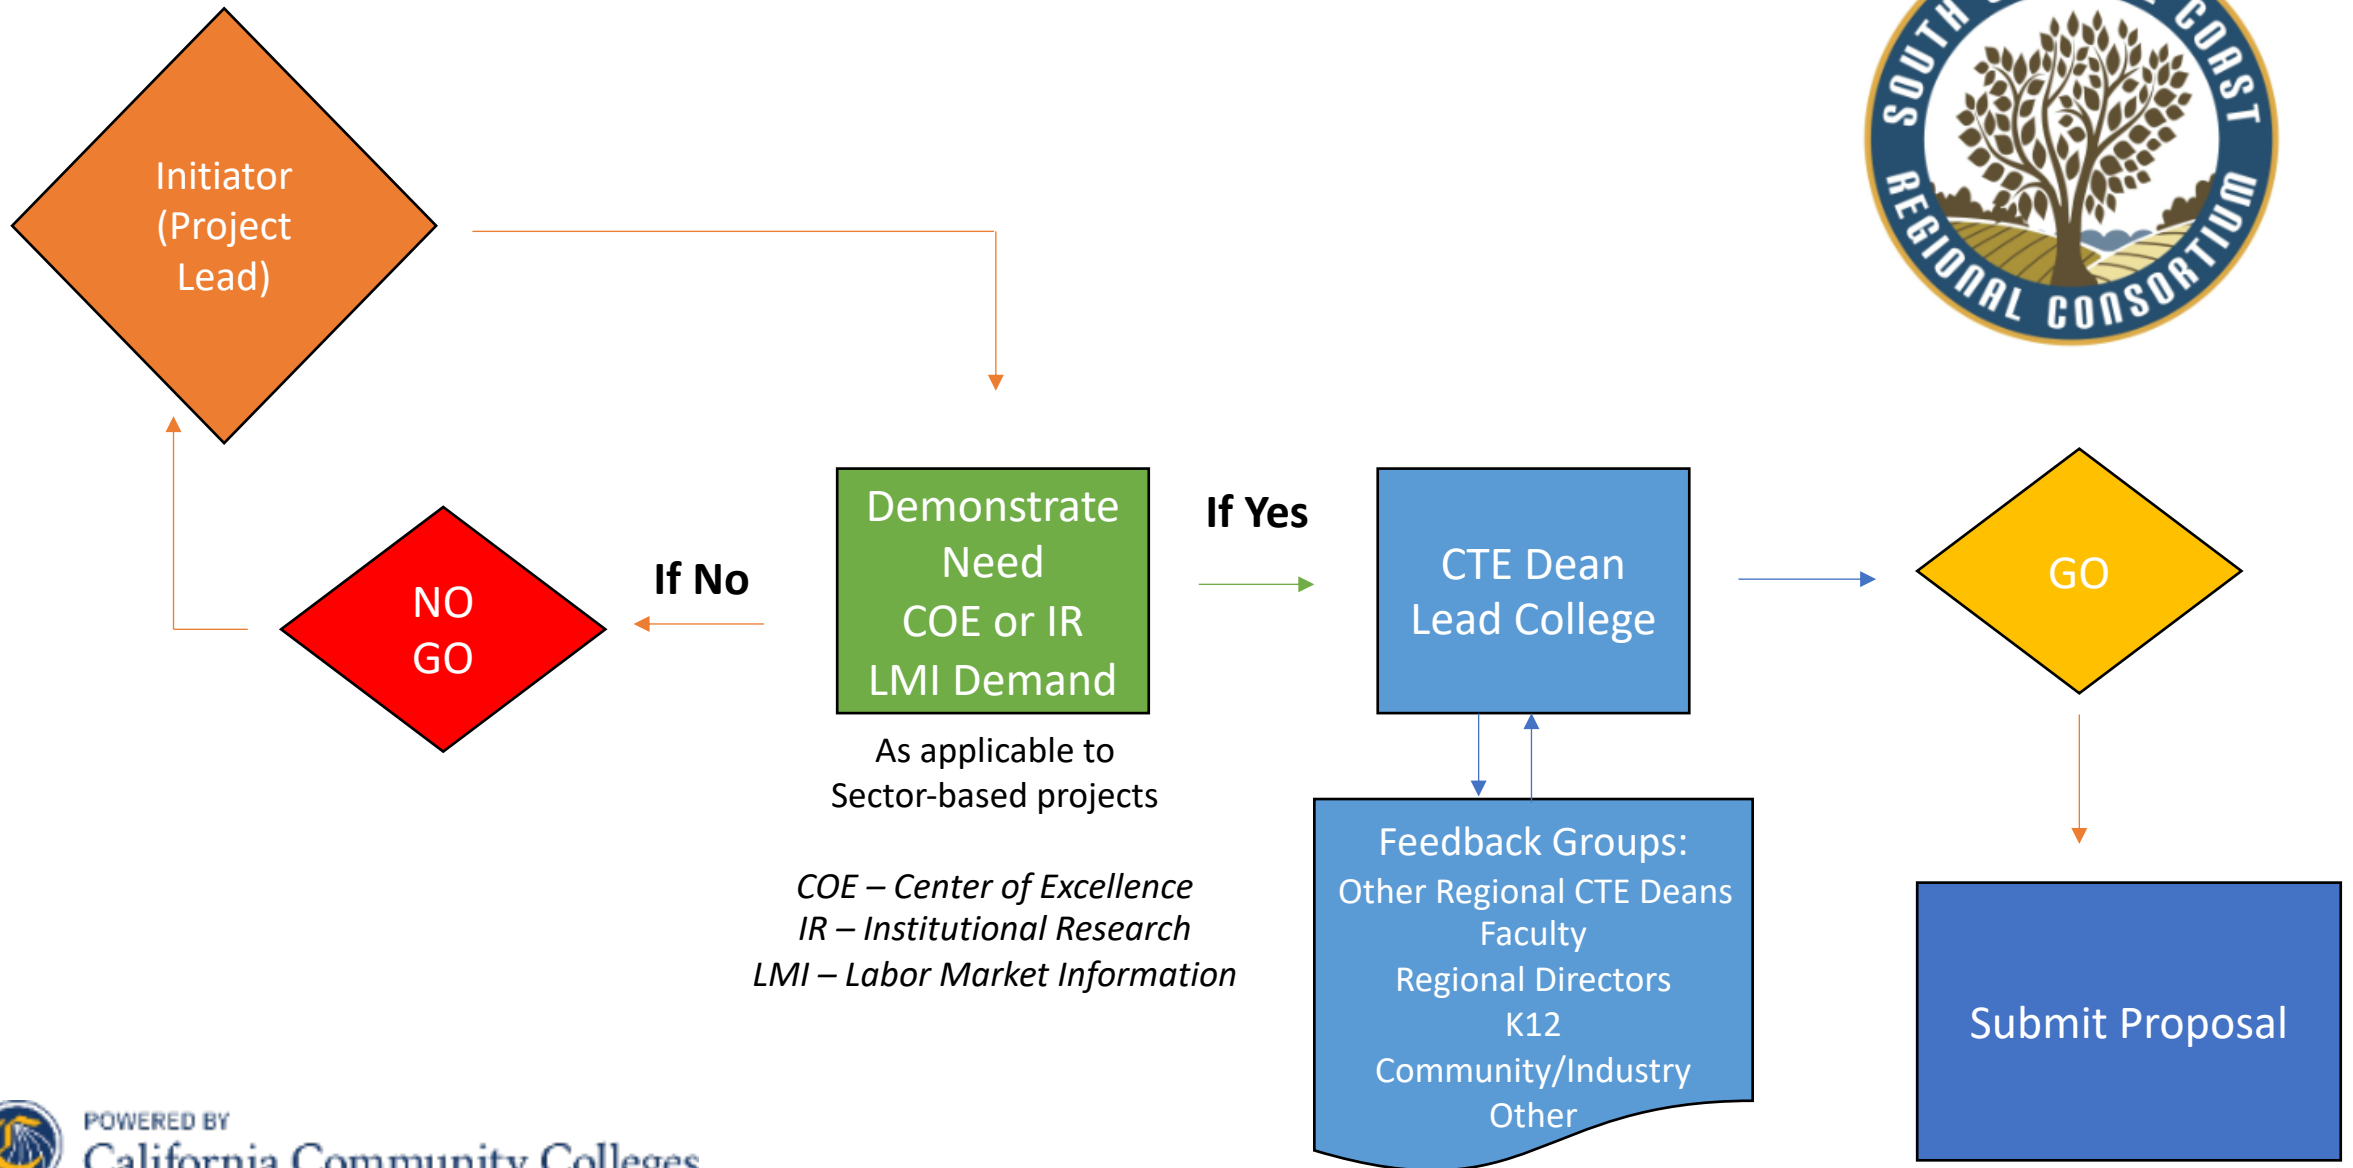 Initiator
(Project
Lead)
SOUTH COAST
REGIONAL CONSORTIUM
NO
GO
If No
Demonstrate
Need
COE or IR
LMI Demand
As applicable to
Sector-based projects
COE – Center of Excellence
IR – Institutional Research
LMI – Labor Market Information
If Yes
CTE Dean
Lead College
Feedback Groups:
Other Regional CTE Deans
Faculty
Regional Directors
K12
Community/Industry
Other
GO
Submit Proposal
POWERED BY
California Community Colleges